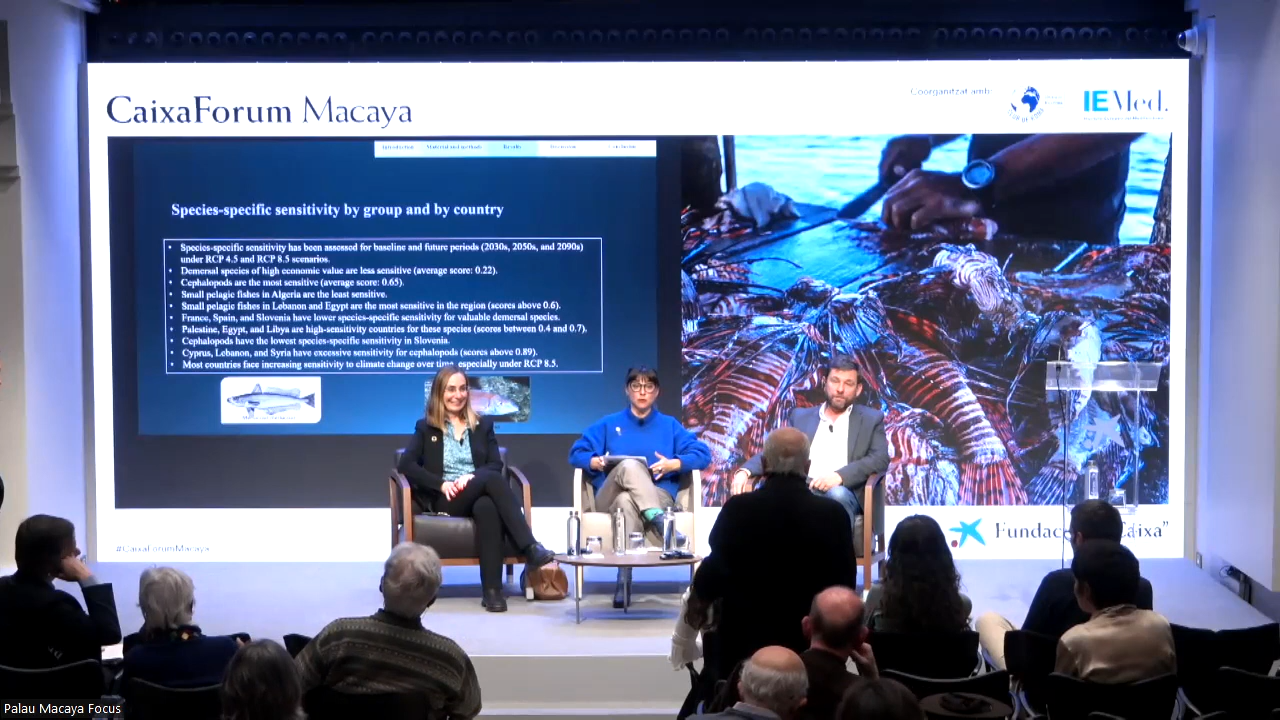 CaixaForum Macaya
Coorganitzat amb:
IEMed.
Introduction Material and methods Results Discussion
Species-specific sensitivity by group and by country
• Species-specific sensitivity has been assessed for baseline and future periods (2030s, 2050s, and 2090s)
under RCP 4.5 and RCP 8.5 scenarios.
• Demersal species of high economic value are less sensitive (average score: 0.22).
• Cephalopods are the most sensitive (average score: 0.65).
• Small pelagic fishes in Algeria are the least sensitive.
• Small pelagic fishes in Lebanon and Egypt are the most sensitive in the region (scores above 0.6).
• France, Spain, and Slovenia have lower species-specific sensitivity for valuable demersal species.
• Palestine, Egypt, and Libya are high-sensitivity countries for these species (scores between 0.4 and 0.7).
• Cephalopods have the lowest species-specific sensitivity in Slovenia.
• Cyprus, Lebanon, and Syria have excessive sensitivity for cephalopods (scores above 0.89).
• Most countries face increasing sensitivity to climate change over time, especially under RCP 8.5.
#CaixaForumMacaya
Fundac Caixa"
Palau Macaya Focus